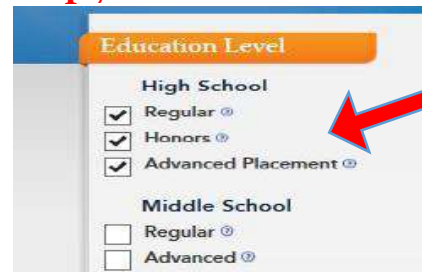 Education Level
High School
Regular
Honors
Advanced Placement
Middle School
Regular
Advanced